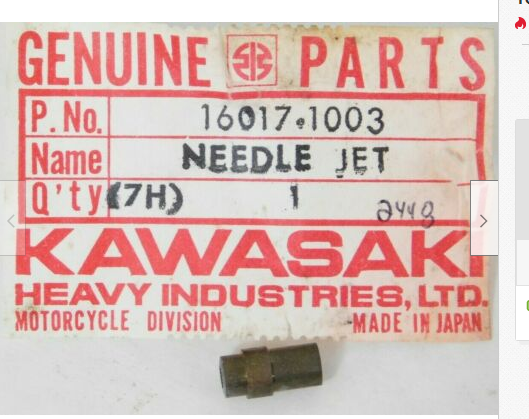 GENUINE PARTS
P. No. 16017.1003
Name NEEDLE JET
Q'ty (7H) 1 2448
KAWASAKI
HEAVY INDUSTRIES, LTD.
MOTORCYCLE DIVISION MADE IN JAPAN